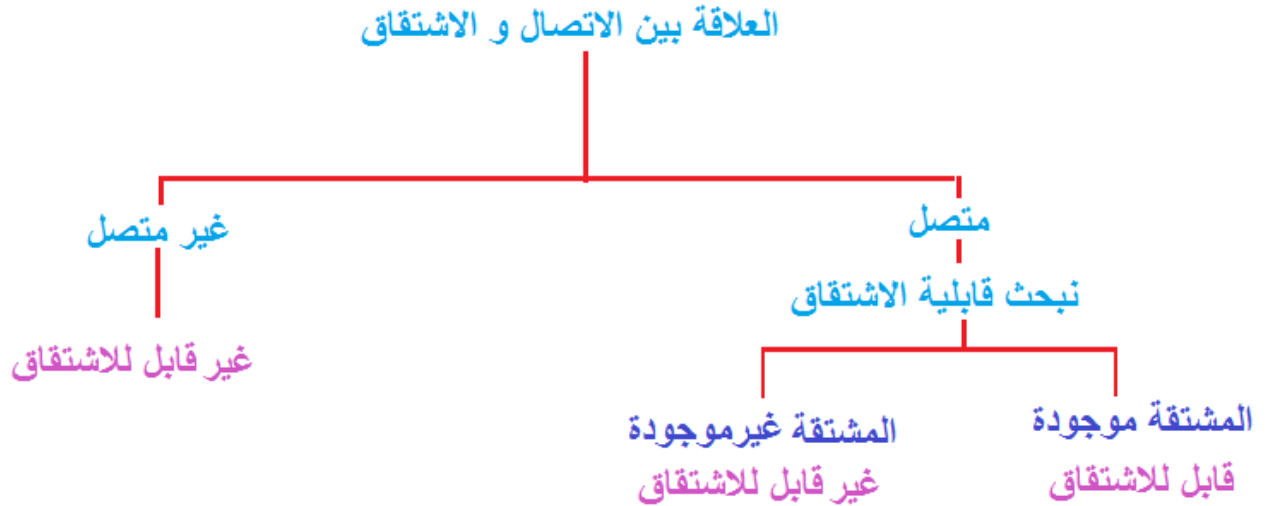 العلاقة بين الاتصال و الاشتقاق
متصل
غير متصل
نبحث قابلية الاشتقاق
غير قابل للاشتقاق
المشتقة موجودة
قابل للاشتقاق
المشتقة غيرموجودة
غير قابل للاشتقاق